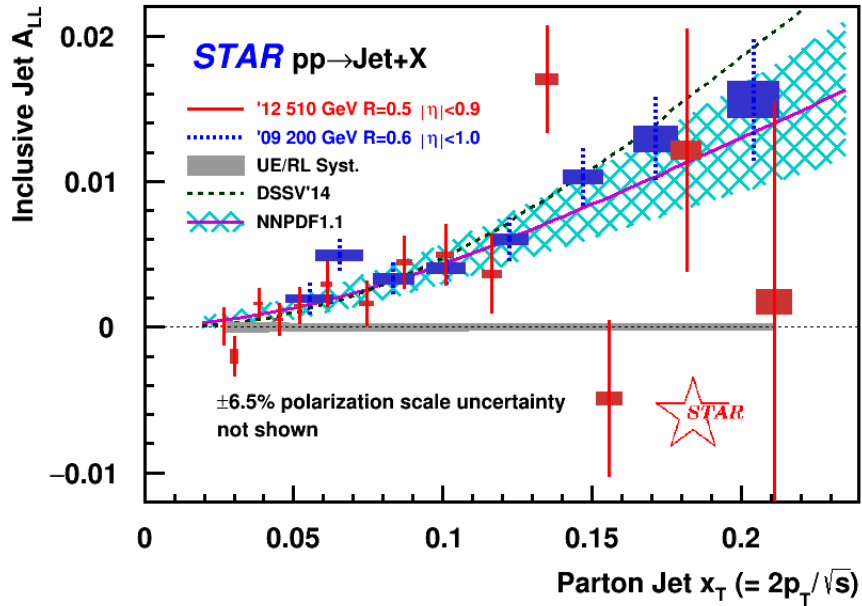 Inclusive Jet A_LL
0.02
0.01
0
−0.01
STAR pp→Jet+X
'12 510 GeV R=0.5 |η|<0.9
'09 200 GeV R=0.6 |η|<1.0
UE/RL Syst.
DSSV'14
NNPDF1.1
±6.5% polarization scale uncertainty
not shown
STAR
0 0.05 0.1 0.15 0.2
Parton Jet x_T (= 2p_T/√s)